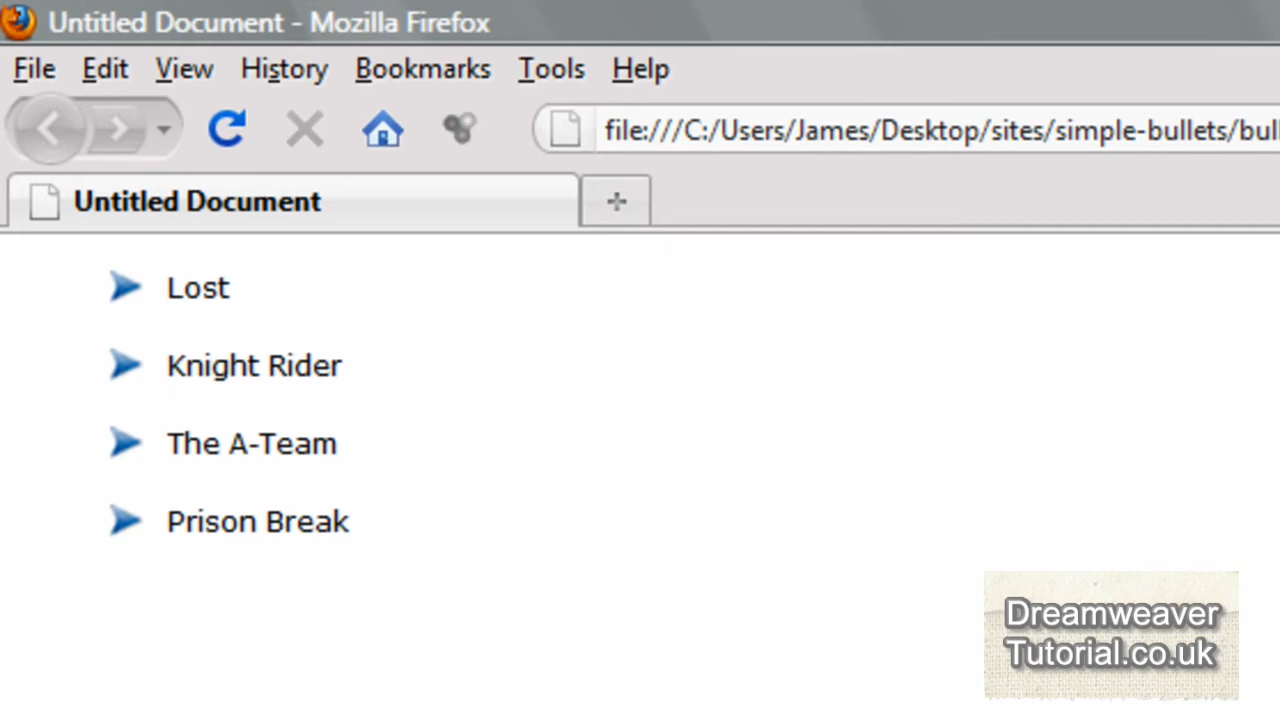 Untitled Document - Mozilla Firefox
File Edit View History Bookmarks Tools Help
file:///C:/Users/James/Desktop/sites/simple-bullets/bul
Untitled Document
Lost
Knight Rider
The A-Team
Prison Break
Dreamweaver
Tutorial.co.uk